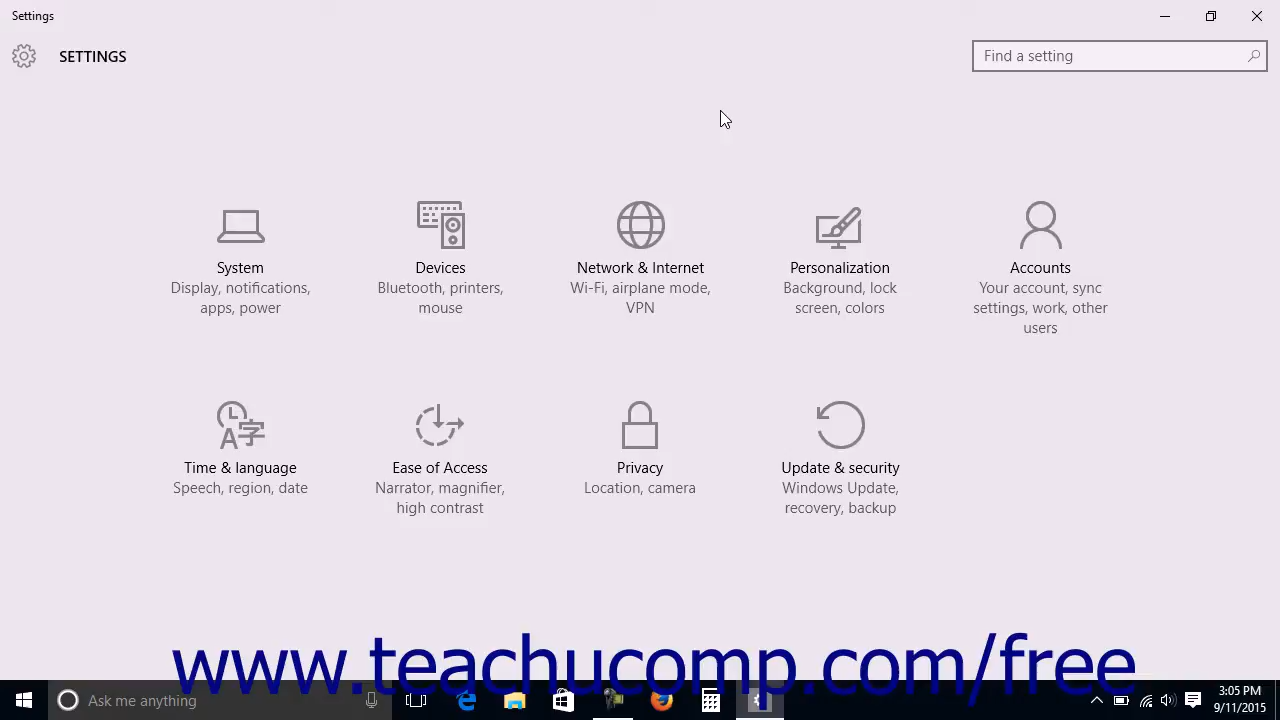 Settings
SETTINGS
Find a setting
System
Display, notifications,
apps, power
Devices
Bluetooth, printers,
mouse
Network & Internet
Wi-Fi, airplane mode,
VPN
Personalization
Background, lock
screen, colors
Accounts
Your account, sync
settings, work, other
users
Time & language
Speech, region, date
Ease of Access
Narrator, magnifier,
high contrast
Privacy
Location, camera
Update & security
Windows Update,
recovery, backup
www.teachucomp.com/free
Ask me anything
3:05 PM
9/11/2015